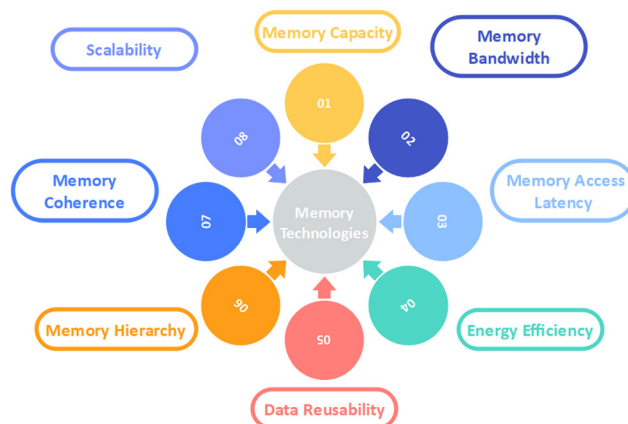 Memory Capacity
Memory
Bandwidth
Scalability
01
02
08
Memory
Coherence
Memory Access
Latency
07
Memory
Technologies
03
06
04
Memory Hierarchy
Energy Efficiency
05
Data Reusability